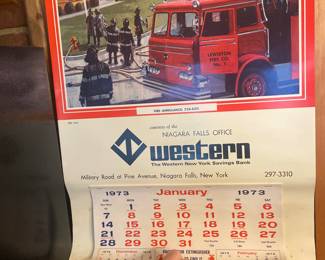 LEWISTON
FIRE CO.
No. 1
FIRE AMBULANCE
courtesy of the
NIAGARA FALLS OFFICE
western
The Western New York Savings Bank
Military Road at Pine Avenue, Niagara Falls, New York
297-3310
1973 January 1973
1 2 3 4 5 6
7 8 9 10 11 12 13
14 15 16 17 18 19 20
21 22 23 24 25 26 27
28 29 30 31
February